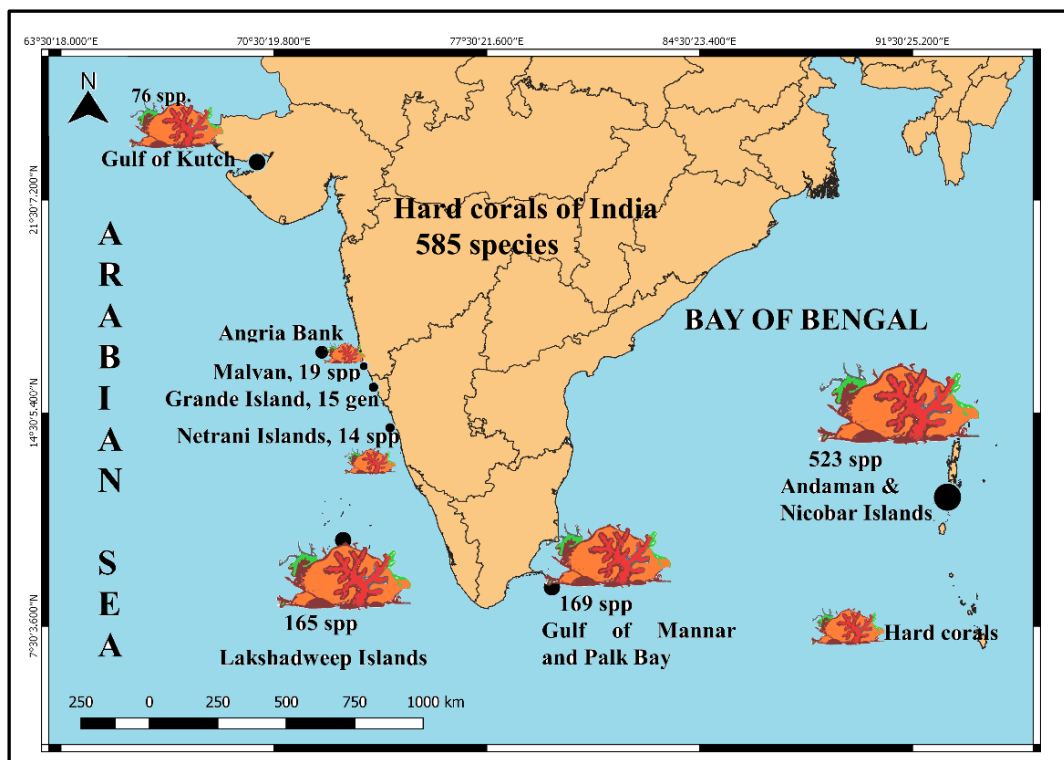 63°30'18.000"E 70°30'19.800"E 77°30'21.600"E 84°30'23.400"E 91°30'25.200"E
N
76 spp.
Gulf of Kutch
21°30'7.200"N
14°30'5.400"N
7°30'3.600"N
ARABIAN SEA
Hard corals of India
585 species
BAY OF BENGAL
Angria Bank
Malvan, 19 spp
Grande Island, 15 gen
Netrani Islands, 14 spp
523 spp
Andaman &
Nicobar Islands
165 spp
Lakshadweep Islands
169 spp
Gulf of Mannar
and Palk Bay
Hard corals
250 0 250 500 750 1000 km